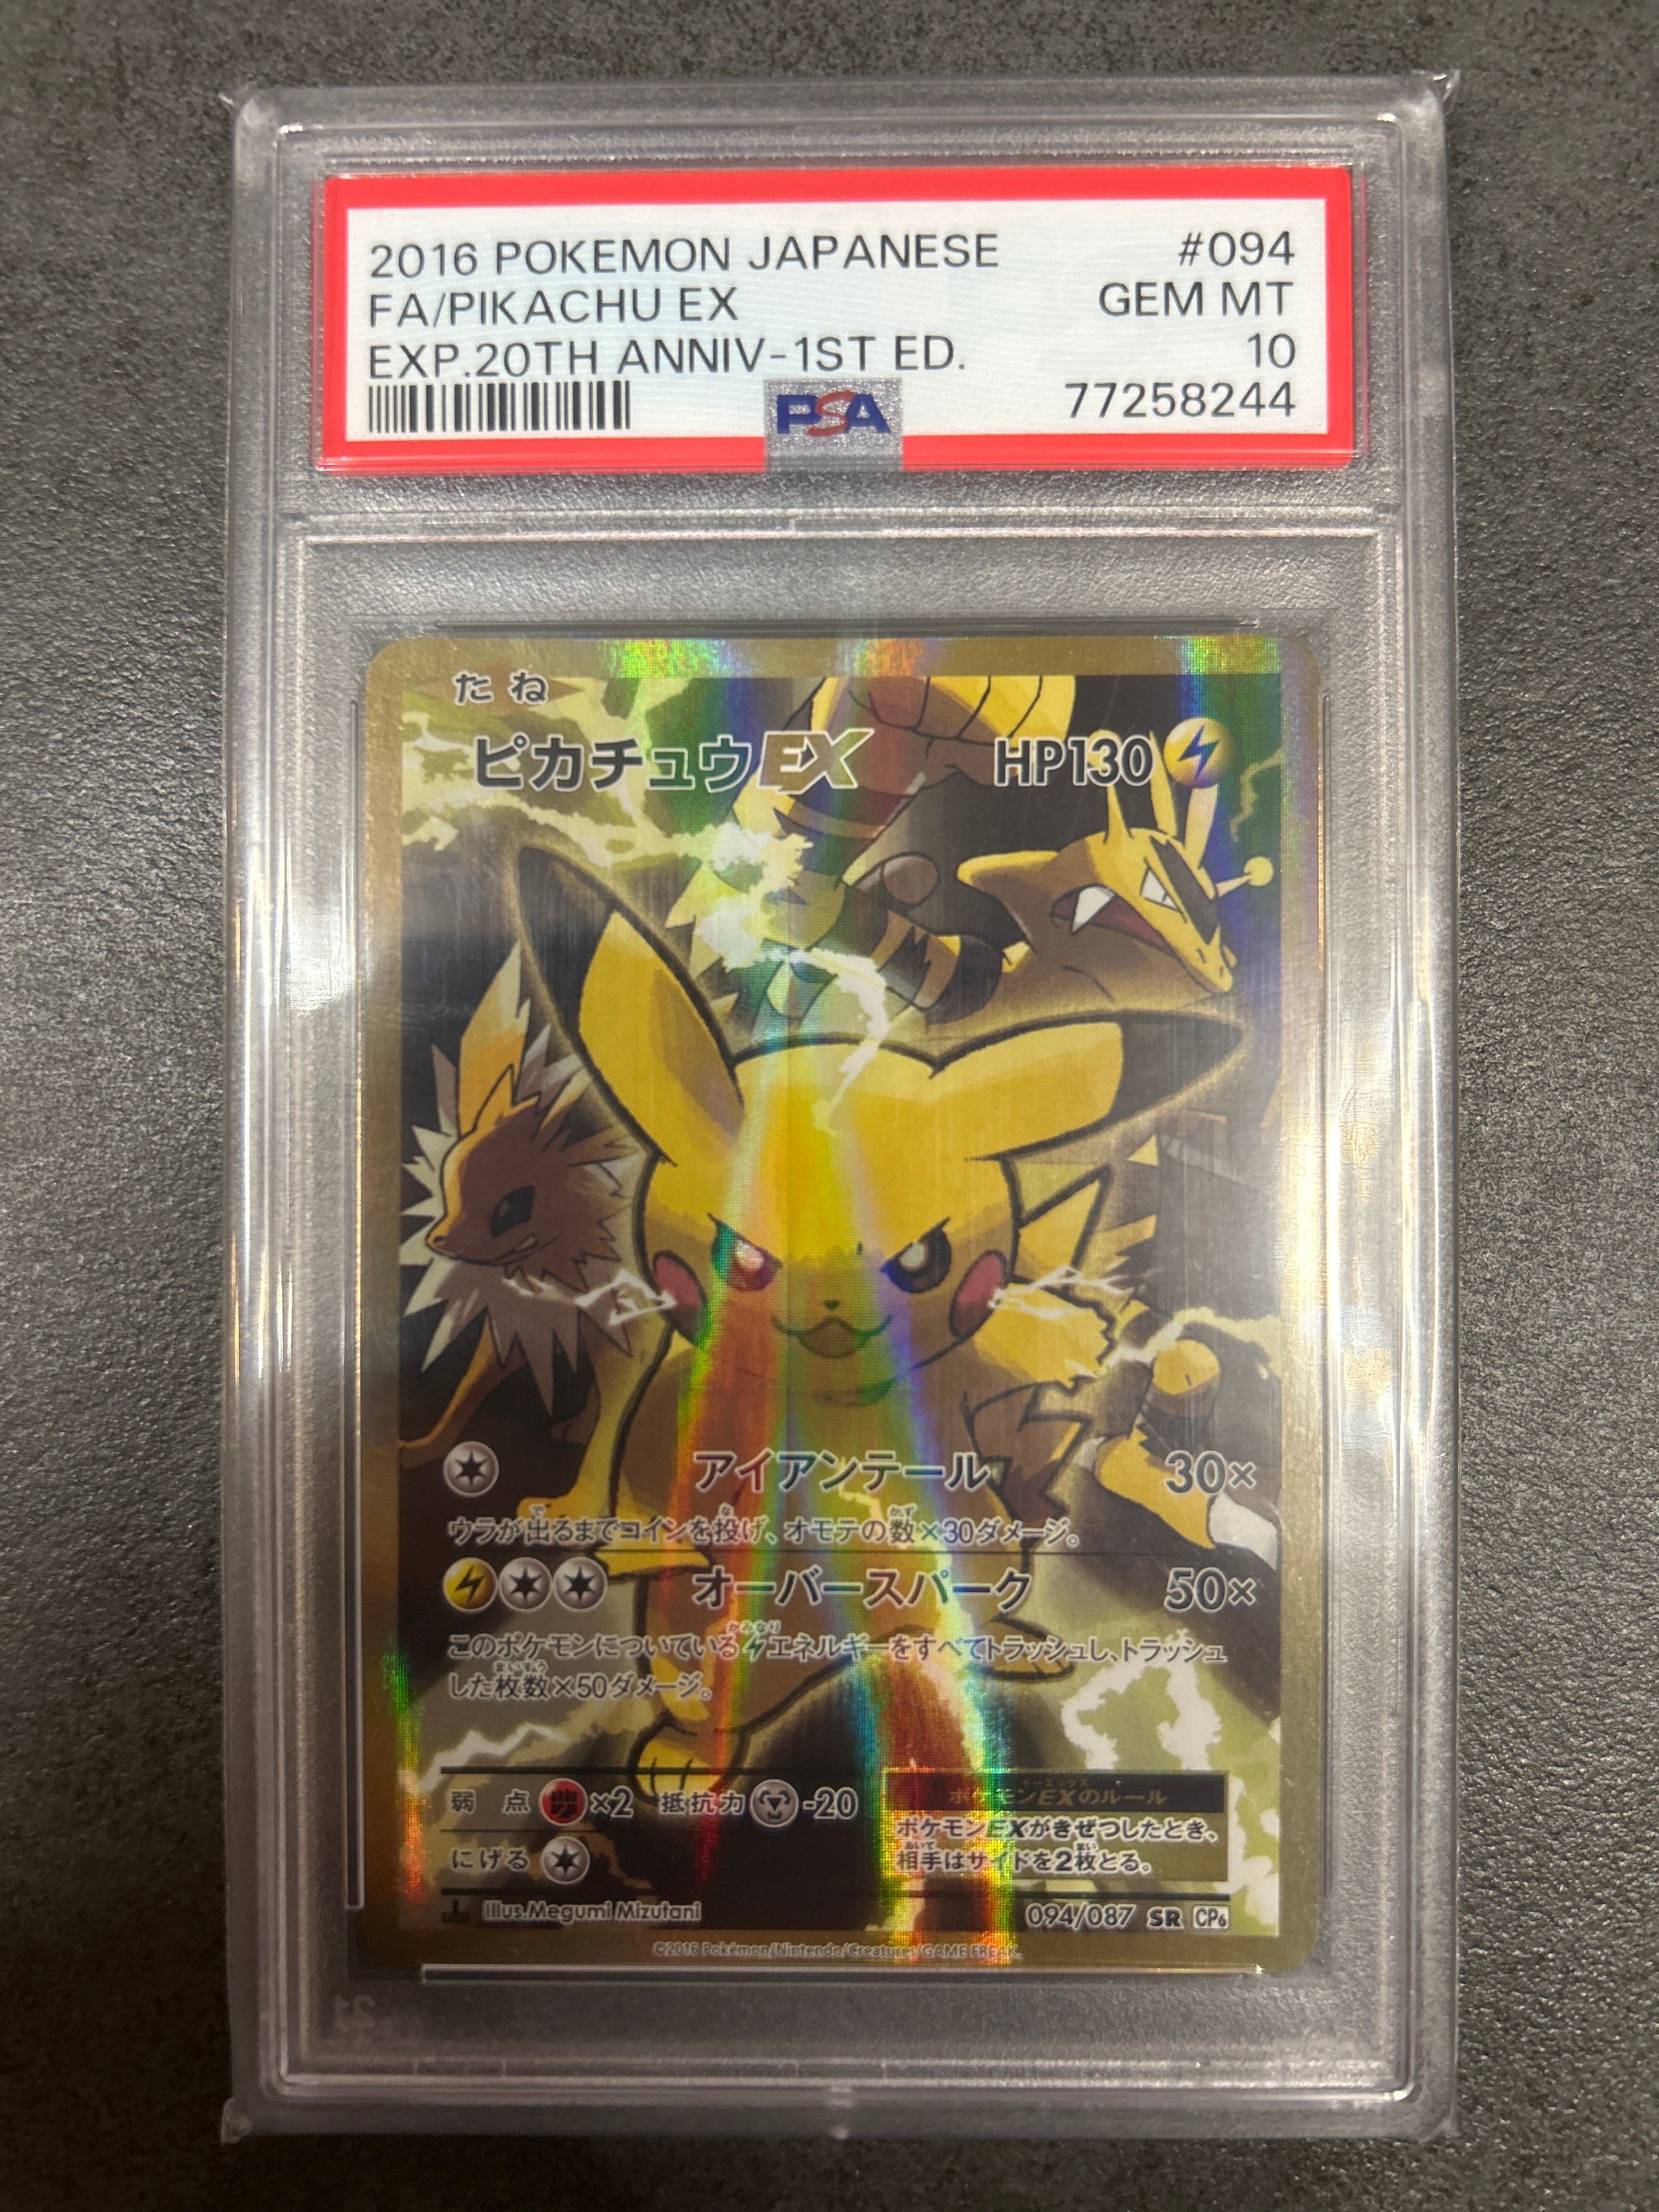 2016 POKEMON JAPANESE #094
FA/PIKACHU EX GEM MT
EXP.20TH ANNIV-1ST ED. 10
PSA 77258244
たね
ピカチュウEX HP130
アイアンテール 30×
ウラが出るまでコインを投げ、オモテの数×30ダメージ。
オーバースパーク 50×
このポケモンについているエネルギーをすべてトラッシュし、トラッシュ
した枚数×50ダメージ。
弱点 ×2 抵抗力 -20
ポケモンEXのルール
ポケモンEXがきぜつしたとき、
相手はサイドを2枚とる。
にげる
Illus.Megumi Mizutani 094/087 SR CP6
©2016 Pokémon/Nintendo/Creatures/GAME FREAK.